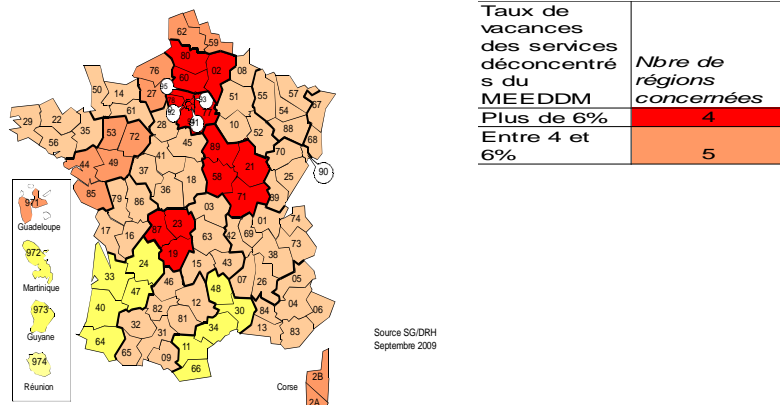 Taux de
vacances
des services
déconcentré
s du
MEEDDM
Nbre de
régions
concernées
Plus de 6% 4
Entre 4 et
6% 5
62
59
80
76 60 02 08
95
50 14 27 93 51 55 57 67
92 77 54
61 91
29 22 35 53 72 28 10 52 88 68
56 45 89 70
44 49 41 58 21 25 90
37 18
85 36 71 39
79 86 03
971
Guadeloupe
17 16 87 23 63 42 69 01 74
19 73
972
Martinique
24 15 43 38
33 46 48 07 26 05
47 12
973
Guyane
40 82 30 04 06
32 81 34 84
31 13 83
64 65 11
09 66
974
Réunion
Source SG/DRH
Septembre 2009
Corse
2B
2A